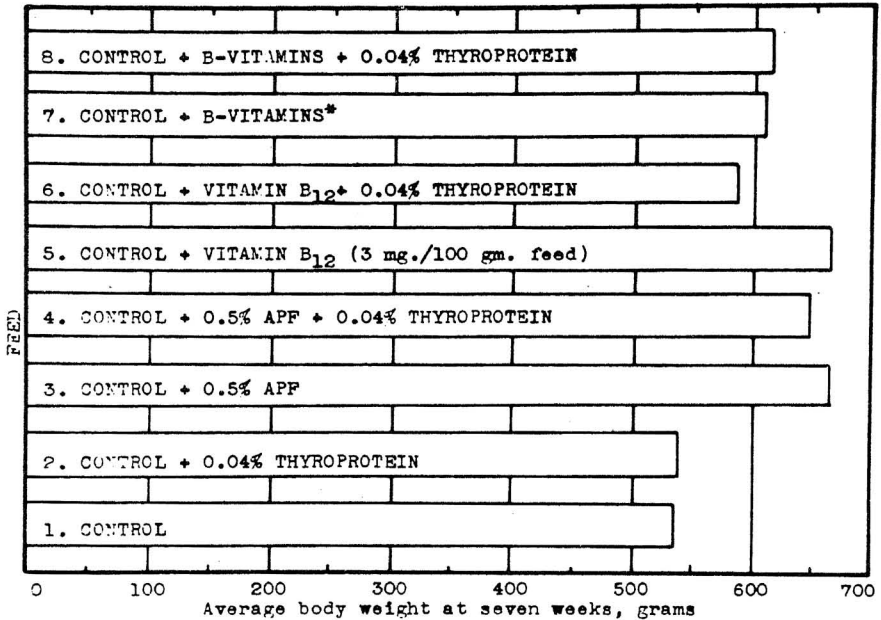 8. CONTROL + B-VITAMINS + 0.04% THYROPROTEIN
7. CONTROL + B-VITAMINS*
6. CONTROL + VITAMIN B12+ 0.04% THYROPROTEIN
5. CONTROL + VITAMIN B12 (3 mg./100 gm. feed)
4. CONTROL + 0.5% APF + 0.04% THYROPROTEIN
3. CONTROL + 0.5% APF
2. CONTROL + 0.04% THYROPROTEIN
1. CONTROL
FEED
0 100 200 300 400 500 600 700
Average body weight at seven weeks, grams